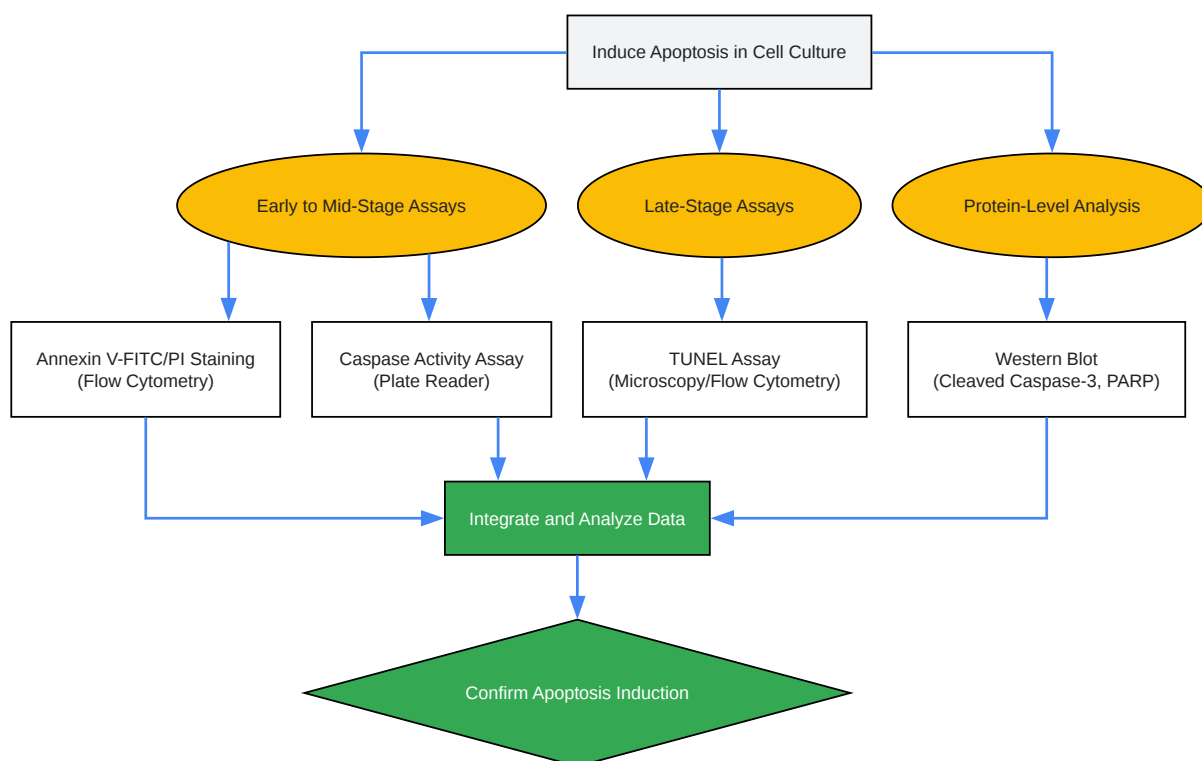 Induce Apoptosis in Cell Culture
Early to Mid-Stage Assays
Late-Stage Assays
Protein-Level Analysis
Annexin V-FITC/PI Staining
(Flow Cytometry)
Caspase Activity Assay
(Plate Reader)
TUNEL Assay
(Microscopy/Flow Cytometry)
Western Blot
(Cleaved Caspase-3, PARP)
Integrate and Analyze Data
Confirm Apoptosis Induction